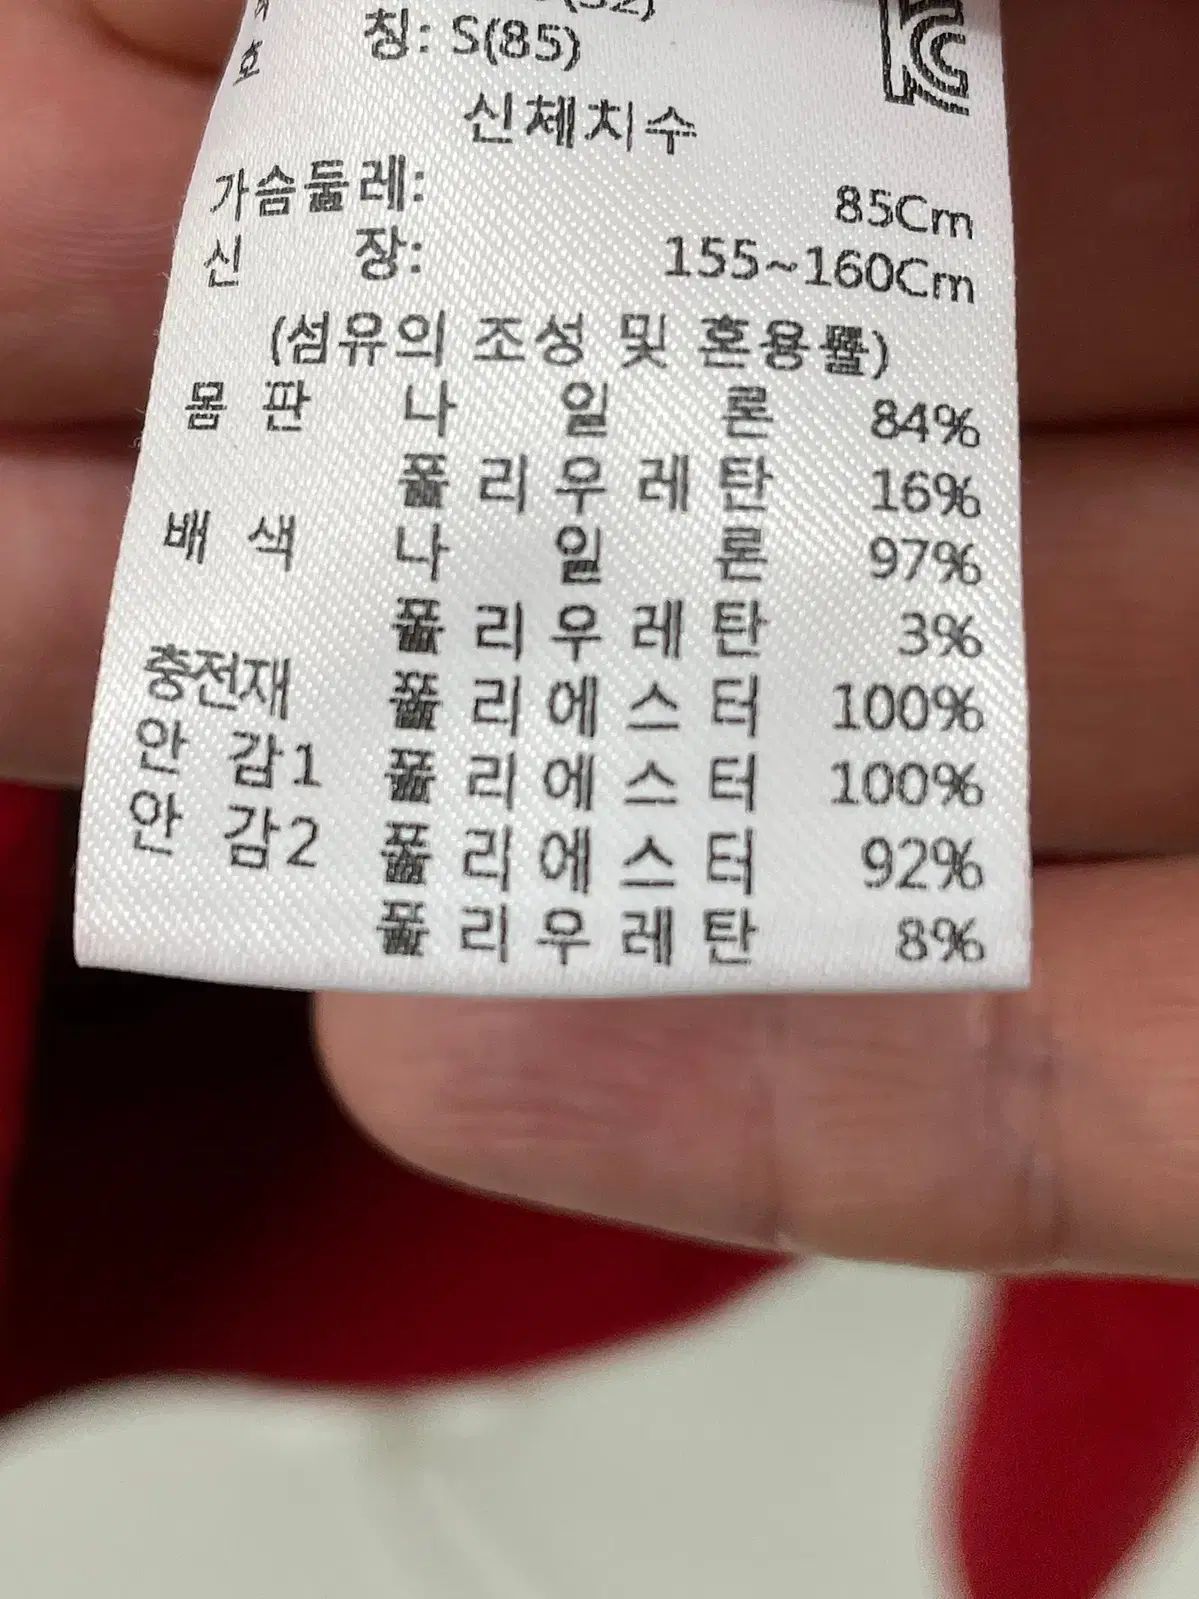 호 칭: S(85)
신체치수
가슴둘레: 85Cm
신 장: 155~160Cm
(섬유의 조성 및 혼용률)
몸 판 나 일 론 84%
폴 리 우 레 탄 16%
배 색 나 일 론 97%
폴 리 우 레 탄 3%
충전재 폴 리 에 스 터 100%
안 감1 폴 리 에 스 터 100%
안 감2 폴 리 에 스 터 92%
폴 리 우 레 탄 8%